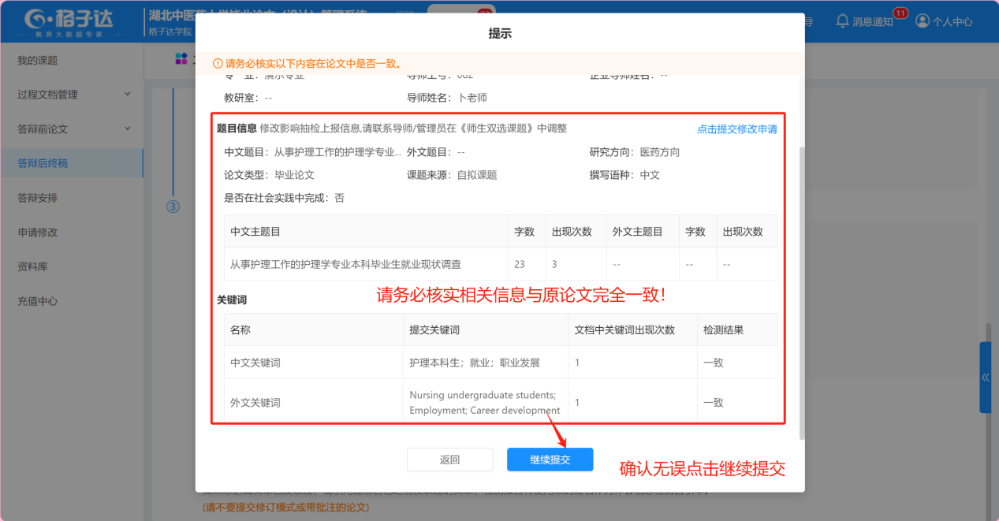 格子达
教育大数据专家
湖北中医药大学毕业论文（设计）管理系统
格子达学院
消息通知
11
个人中心
提示
我的课题
过程文档管理
答辩前论文
答辩后终稿
答辩安排
申请修改
资料库
充值中心
③
请务必核实以下内容在论文中是否一致。
专 业：演示专业 导师工号：082 企业导师姓名：--
教研室：-- 导师姓名：卜老师
题目信息 修改影响抽检上报信息,请联系导师/管理员在《师生双选课题》中调整 点击提交修改申请
中文题目：从事护理工作的护理学专业... 外文题目：-- 研究方向：医药方向
论文类型：毕业论文 课题来源：自拟课题 撰写语种：中文
是否在社会实践中完成：否
中文主题目 字数 出现次数 外文主题目 字数 出现次数
从事护理工作的护理学专业本科毕业生就业现状调查 23 3 -- -- --
请务必核实相关信息与原论文完全一致！
关键词
名称 提交关键词 文档中关键词出现次数 检测结果
中文关键词 护理本科生；就业；职业发展 1 一致
外文关键词 Nursing undergraduate students; Employment; Career development 1 一致
返回 继续提交
确认无误点击继续提交
(请不要提交修订模式或带批注的论文)